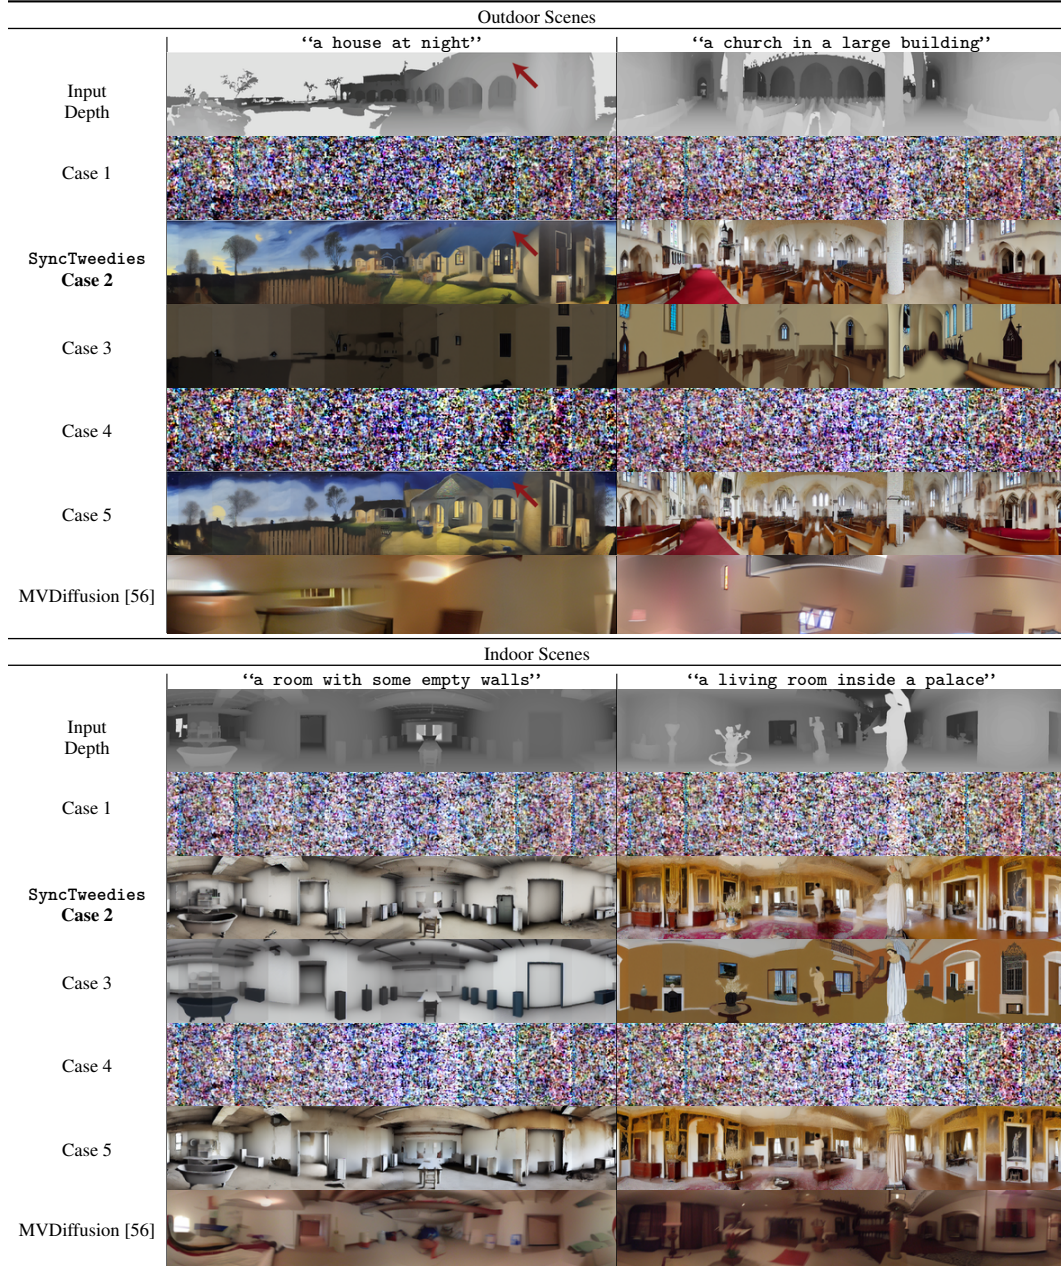 Outdoor Scenes
“a house at night” “a church in a large building”
Input
Depth
Case 1
SyncTweedies
Case 2
Case 3
Case 4
Case 5
MVDiffusion [56]
Indoor Scenes
“a room with some empty walls” “a living room inside a palace”
Input
Depth
Case 1
SyncTweedies
Case 2
Case 3
Case 4
Case 5
MVDiffusion [56]